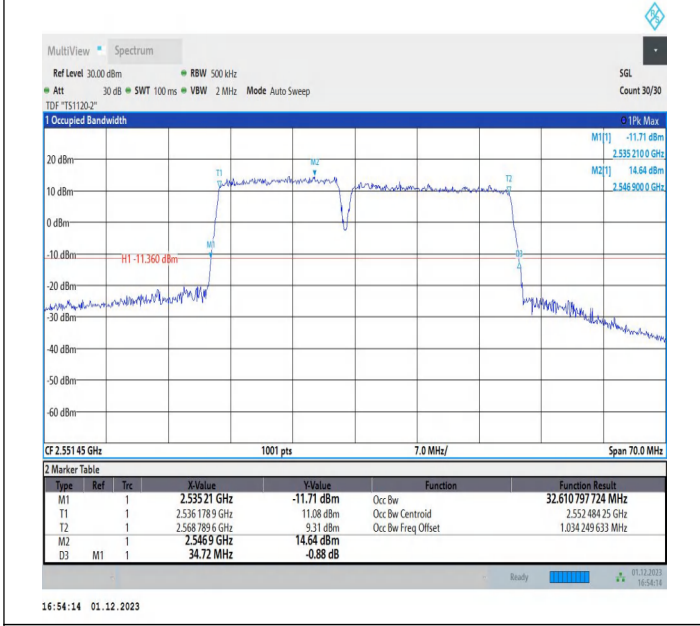 R S
MultiView Spectrum
Ref Level 30.00 dBm RBW 500 kHz SGL
Att 30 dB SWT 100 ms VBW 2 MHz Mode Auto Sweep Count 30/30
TDF "TS1120-2"
1 Occupied Bandwidth 1Pk Max
M1[1] -11.71 dBm
2.535 210 0 GHz
M2[1] 14.64 dBm
2.546 900 0 GHz
20 dBm
M2
T1
T2
10 dBm
0 dBm
M1
D3
-10 dBm
H1 -11.360 dBm
-20 dBm
-30 dBm
-40 dBm
-50 dBm
-60 dBm
CF 2.551 45 GHz 1001 pts 7.0 MHz/ Span 70.0 MHz
2 Marker Table
Type Ref Trc X-Value Y-Value Function Function Result
M1 1 2.535 21 GHz -11.71 dBm Occ Bw 32.610 797 724 MHz
T1 1 2.536 178 9 GHz 11.08 dBm Occ Bw Centroid 2.552 484 25 GHz
T2 1 2.568 789 6 GHz 9.31 dBm Occ Bw Freq Offset 1.034 249 633 MHz
M2 1 2.546 9 GHz 14.64 dBm
D3 M1 1 34.72 MHz -0.88 dB
Ready 01.12.2023
16:54:14
16:54:14 01.12.2023